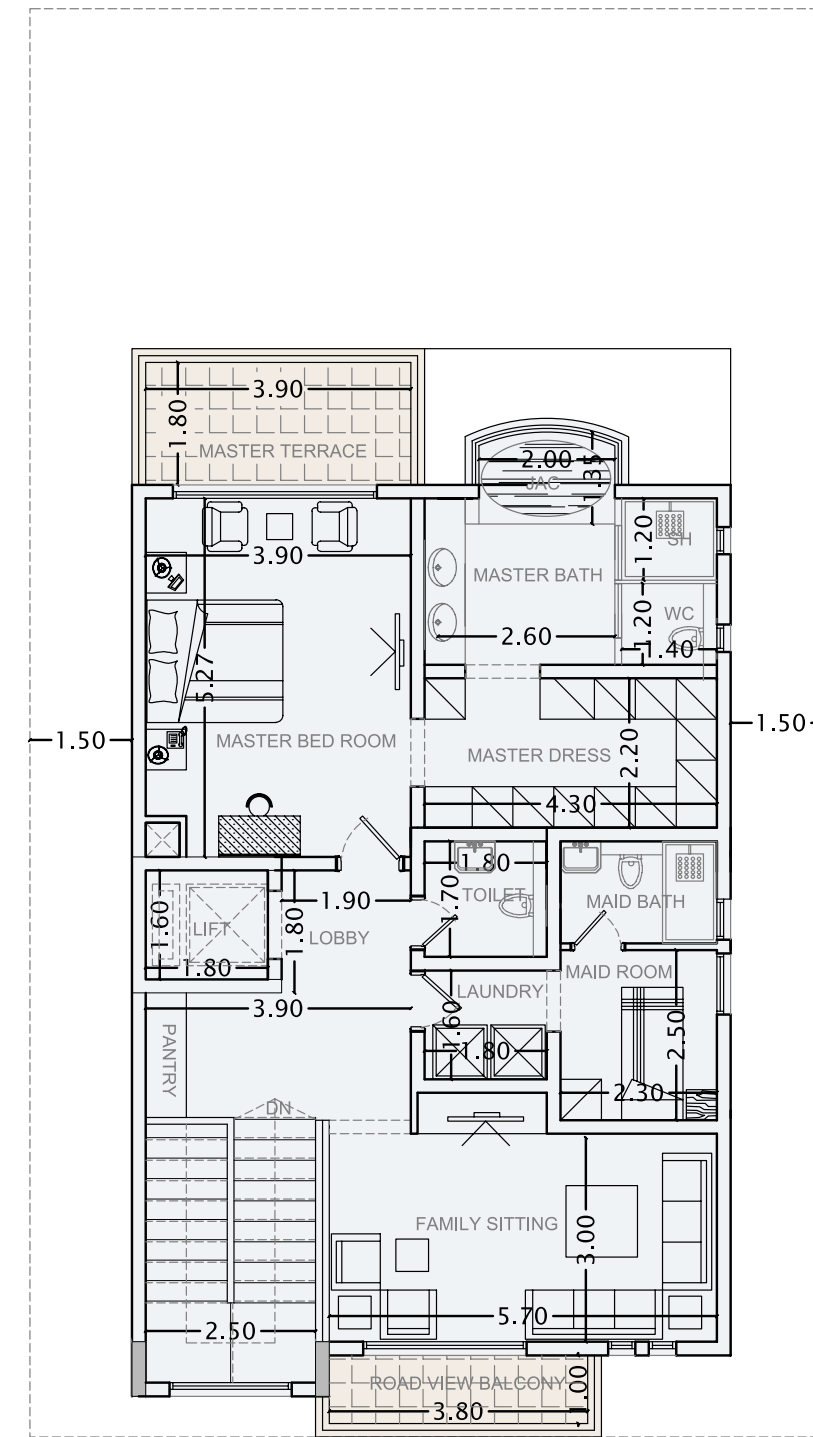 3.90
1.80
MASTER TERRACE
2.00
JAC
1.35
3.90
1.20
SH
MASTER BATH
1.20
WC
2.60
1.40
5.27
MASTER BED ROOM
MASTER DRESS
2.20
1.50
1.50
4.30
1.80
1.70
TOILET
MAID BATH
1.90
1.60
LIFT
1.80
LOBBY
1.80
MAID ROOM
LAUNDRY
3.90
1.60
1.80
2.50
2.30
PANTRY
DN
FAMILY SITTING
3.00
5.70
2.50
ROAD VIEW BALCONY
1.00
3.80